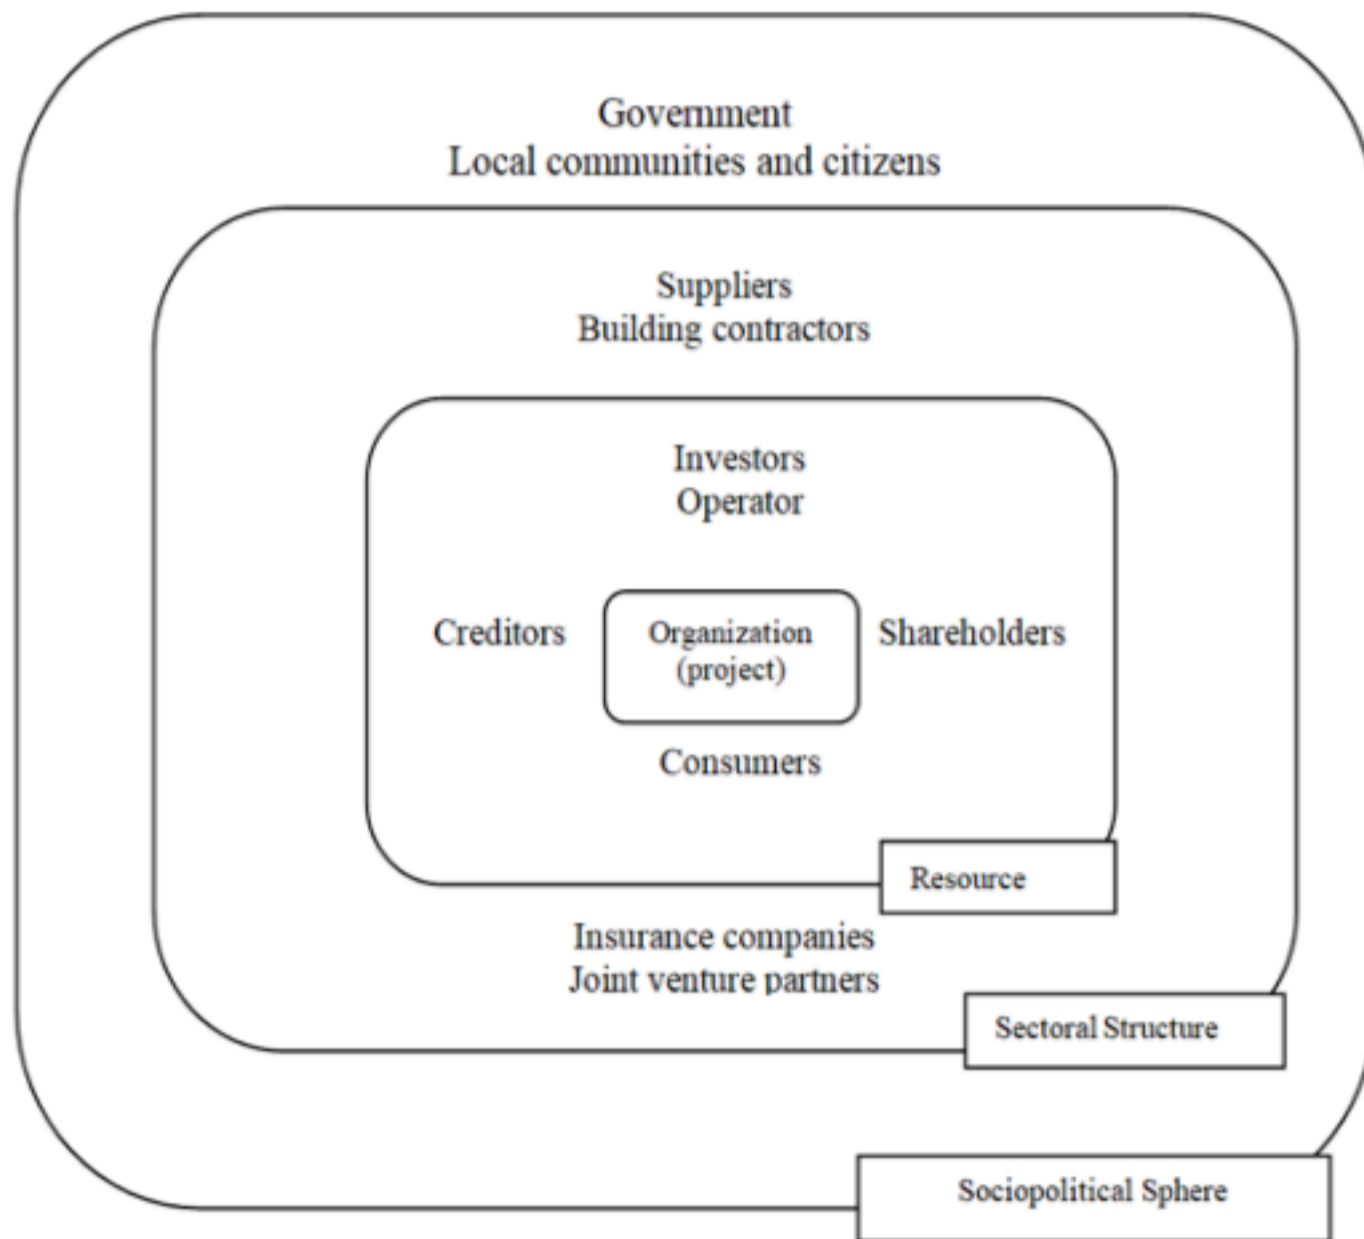 Government
Local communities and citizens
Suppliers
Building contractors
Investors
Operator
Creditors
Organization
(project)
Shareholders
Consumers
Resource
Insurance companies
Joint venture partners
Sectoral Structure
Sociopolitical Sphere